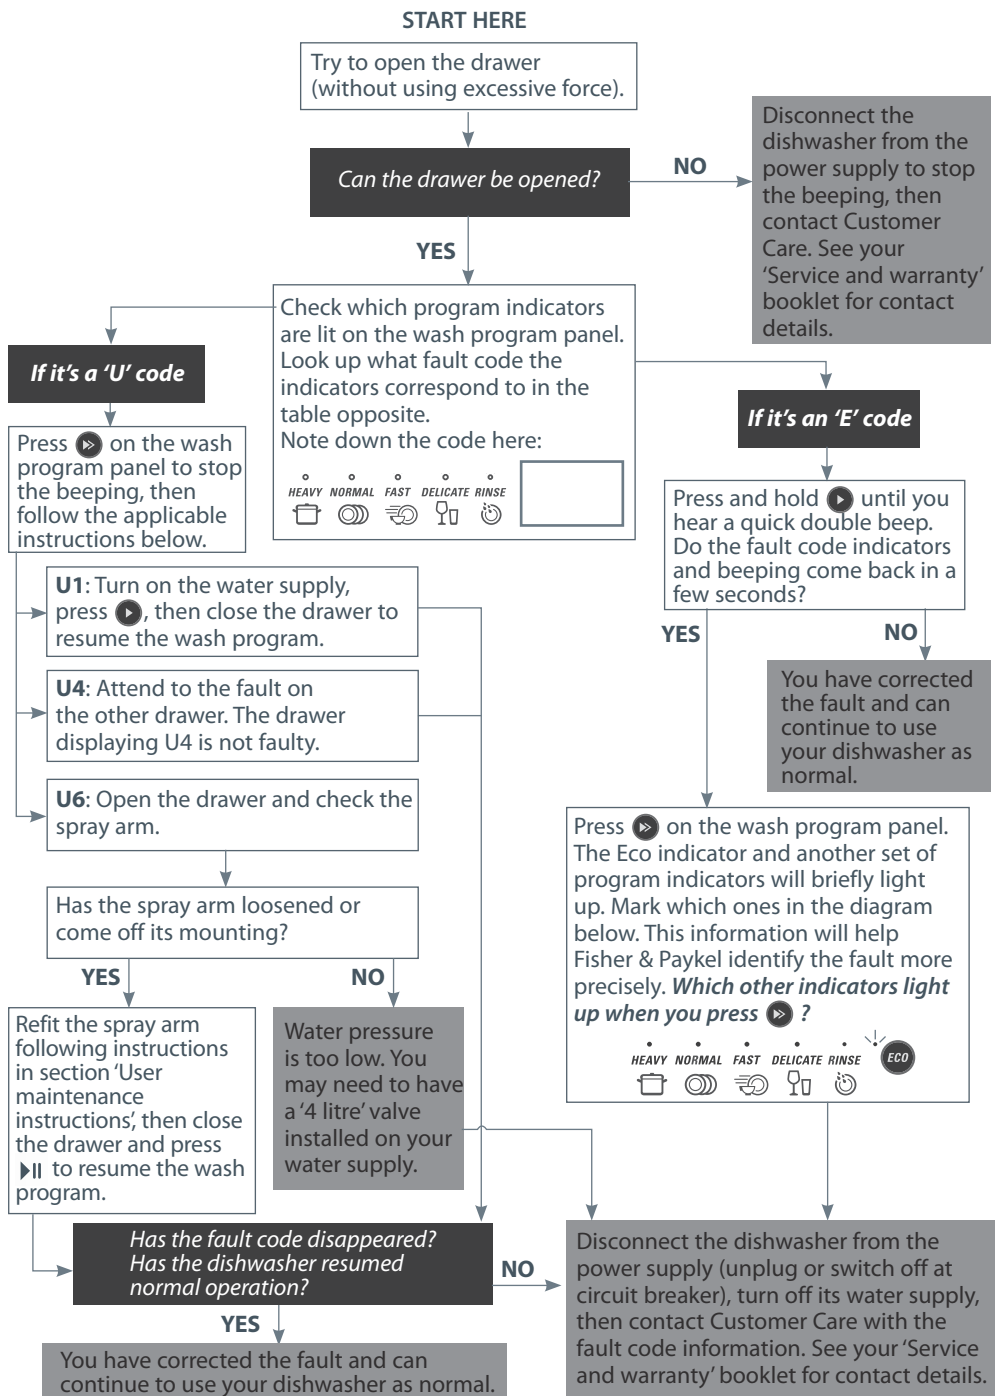 START HERE
Try to open the drawer
(without using excessive force).
Can the drawer be opened?
NO
Disconnect the
dishwasher from the
power supply to stop
the beeping, then
contact Customer
Care. See your
‘Service and warranty’
booklet for contact
details.
YES
Check which program indicators
are lit on the wash program panel.
Look up what fault code the
indicators correspond to in the
table opposite.
Note down the code here:
HEAVY NORMAL FAST DELICATE RINSE
If it’s a ‘U’ code
Press on the wash
program panel to stop
the beeping, then
follow the applicable
instructions below.
U1: Turn on the water supply,
press , then close the drawer to
resume the wash program.
U4: Attend to the fault on
the other drawer. The drawer
displaying U4 is not faulty.
U6: Open the drawer and check the
spray arm.
Has the spray arm loosened or
come off its mounting?
YES
NO
Refit the spray arm
following instructions
in section ‘User
maintenance
instructions’, then close
the drawer and press
to resume the wash
program.
Water pressure
is too low. You
may need to have
a ‘4 litre’ valve
installed on your
water supply.
If it’s an ‘E’ code
Press and hold until you
hear a quick double beep.
Do the fault code indicators
and beeping come back in a
few seconds?
YES
NO
You have corrected
the fault and can
continue to use
your dishwasher as
normal.
Press on the wash program panel.
The Eco indicator and another set of
program indicators will briefly light
up. Mark which ones in the diagram
below. This information will help
Fisher & Paykel identify the fault more
precisely. Which other indicators light
up when you press ?
HEAVY NORMAL FAST DELICATE RINSE ECO
Has the fault code disappeared?
Has the dishwasher resumed
normal operation?
NO
YES
You have corrected the fault and can
continue to use your dishwasher as normal.
Disconnect the dishwasher from the
power supply (unplug or switch off at
circuit breaker), turn off its water supply,
then contact Customer Care with the
fault code information. See your ‘Service
and warranty’ booklet for contact details.